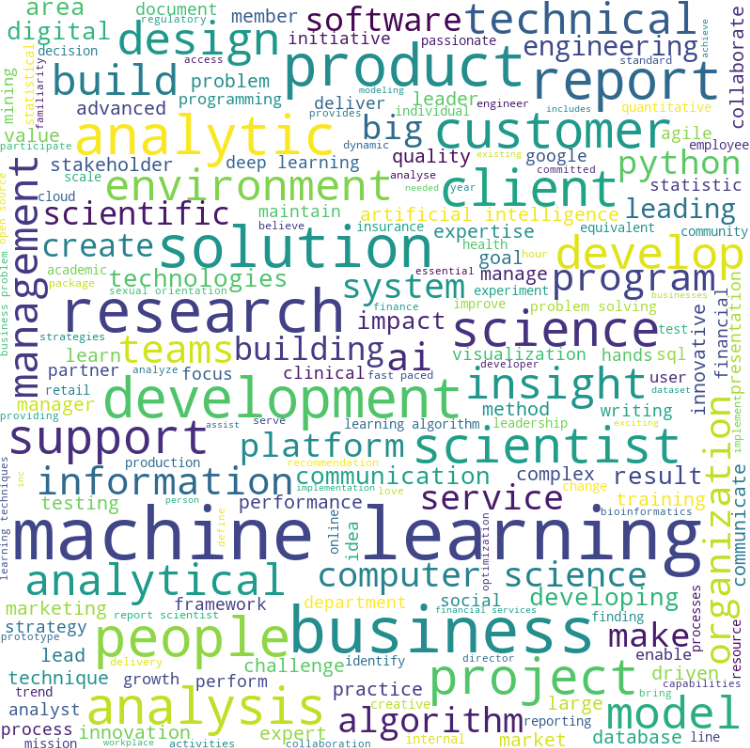 area
document
regulatory
member
software
technical
digital
design
initiative
passionate
engineering
achieve
collaborate
decision
access
product
report
standard
mining
statistical
familiarity
build
problem
programming
deliver
leader
modeling
engineer
includes
quantitative
advanced
provides
individual
value
analytic
big
dynamic
customer
agile
employee
participate
stakeholder
deep learning
quality
google
committed
python
scale
cloud
environment
analyse
existing
client
statistic
needed
year
leading
management
scientific
maintain
artificial intelligence
insurance
expertise
equivalent
community
open source
business problem
create
solution
believe
health
goal
hour
develop
academic
technologies
system
essential
manage
program
package
sexual orientation
finance
experiment
improve
problem solving
businesses
presentation
financial
innovative
research
impact
science
test
strategies
teams
building
ai
developer
visualization
hands
sql
partner
learn
analyze
focus
clinical
fast paced
user
retail
manager
development
insight
dataset
method
writing
implement
providing
support
assist
serve
learning algorithm
leadership
exciting
platform
scientist
organization
production
recommendation
information
communication
complex
result
communicate
learning techniques
inc
person
implementation
love
change
testing
performance
service
training
define
online
idea
bioinformatics
machine learning
optimization
processes
resource
analytical
computer science
developing
marketing
framework
department
social
finding
report scientist
financial services
strategy
prototype
people
business
make
enable
lead
delivery
challenge
identify
director
driven
technique
growth
perform
practice
project
capabilities
trend
bring
analyst
analysis
creative
large
model
process
innovation
expert
algorithm
reporting
database
line
mission
workplace
activities
collaboration
internal
market